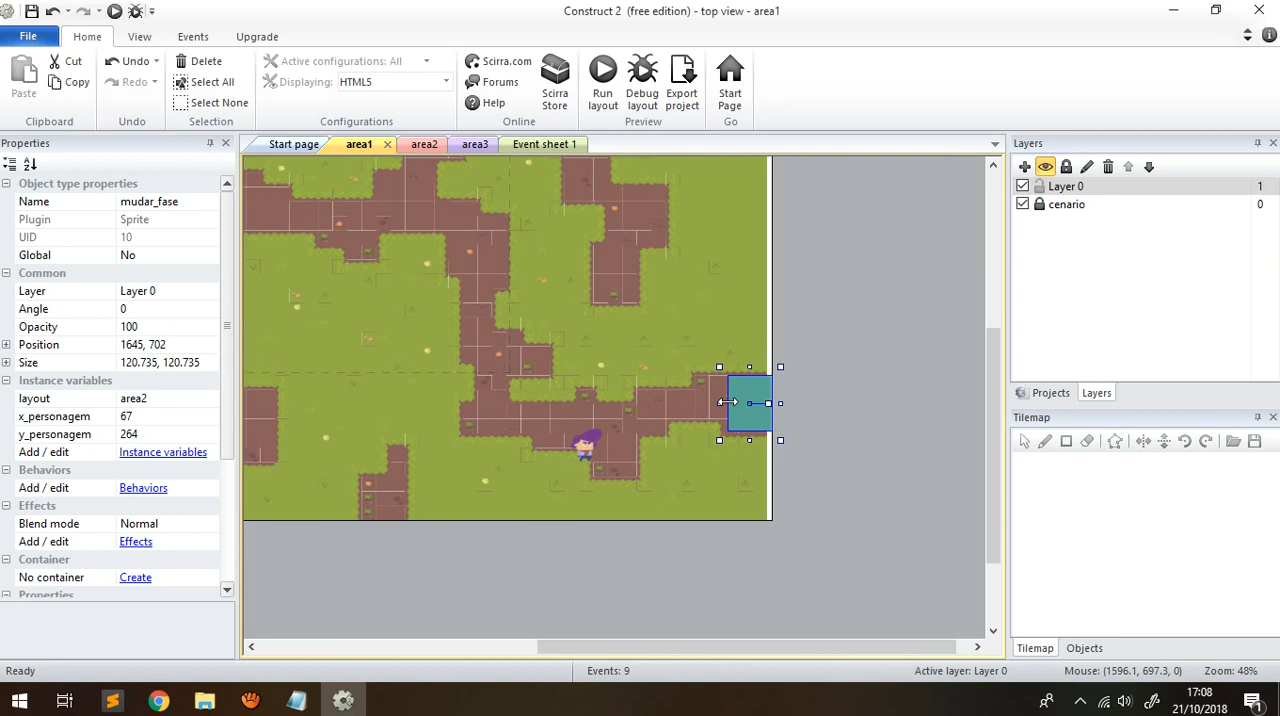 Construct 2 (free edition) - top view - area1
File
Home
View
Events
Upgrade
Paste
Cut
Copy
Clipboard
Undo
Redo
Undo
Delete
Select All
Select None
Selection
Active configurations: All
Displaying: HTML5
Configurations
Scirra.com
Forums
Help
Scirra Store
Online
Run layout
Debug layout
Export project
Preview
Start Page
Go
Properties
Start page
area1
area2
area3
Event sheet 1
Layers
Object type properties
Name mudar_fase
Plugin Sprite
UID 10
Global No
Common
Layer Layer 0
Angle 0
Opacity 100
Position 1645, 702
Size 120.735, 120.735
Instance variables
layout area2
x_personagem 67
y_personagem 264
Add / edit Instance variables
Behaviors
Add / edit Behaviors
Effects
Blend mode Normal
Add / edit Effects
Container
No container Create
Properties
Layer 0 1
cenario 0
Projects
Layers
Tilemap
Tilemap
Objects
Ready
Events: 9
Active layer: Layer 0
Mouse: (1596.1, 697.3, 0)
Zoom: 48%
17:08
21/10/2018
1